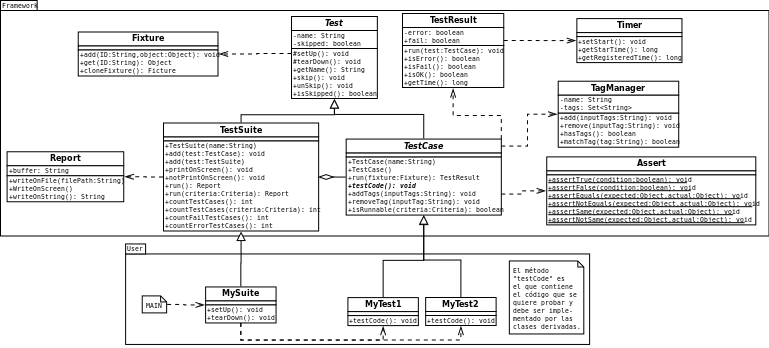 Framework
Fixture
+add(ID:String,object:Object): void
+get(ID:String): Object
+cloneFixture(): Ficture
Test
-name: String
-skipped: boolean
#setUp(): void
#tearDown(): void
+getName(): String
+skip(): void
+unSkip(): void
+isSkipped(): boolean
TestResult
-error: boolean
+fail: boolean
+run(test:TestCase): void
+isError(): boolean
+isFail(): boolean
+isOK(): boolean
+getTime(): long
Timer
+setStart(): void
+getStarTime(): long
+getRegisteredTime(): long
TagManager
-name: String
-tags: Set<String>
+add(inputTags:String): void
+remove(inputTag:String): void
+hasTags(): boolean
+match(tag:String): boolean
Report
+buffer: String
+writeOnFile(filePath:String)
+WriteOnScreen()
+writeOnString(): String
TestSuite
+TestSuite(name:String)
+add(test:TestCase): void
+add(test:TestSuite)
+printOnScreen(): void
+notPrintOnScreen(): void
+run(): Report
+run(criteria:Criteria): Report
+countTestCases(): int
+countTestCases(criteria:Criteria): int
+countFailTestCases(): int
+countErrorTestCases(): int
TestCase
+TestCase(name:String)
+TestCase()
+run(fixture:Fixture): TestResult
+testCode(): void
+addTags(inputTags:String): void
+removeTag(inputTag:String): void
+isRunnable(criteria:Criteria): boolean
Assert
+assertTrue(condition:boolean): void
+assertFalse(condition:boolean): void
+assertEquals(expected:Object,actual:Object): void
+assertNotEquals(expected:Object,actual:Object): void
+assertSame(expected:Object,actual:Object): void
+assertNotSame(expected:Object,actual:Object): void
User
MAIN
MySuite
+setUp(): void
+tearDown(): void
MyTest1
+testCode(): void
MyTest2
+testCode(): void
El método
"testCode" es
el que contiene
el código que se
quiere probar y
debe ser imple-
mentado por las
clases derivadas.